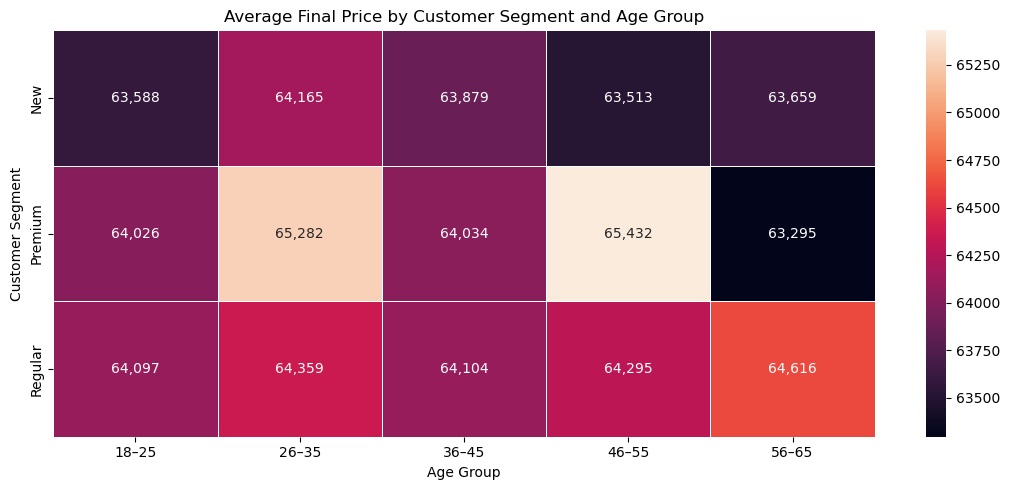 Average Final Price by Customer Segment and Age Group
Customer Segment
New
63,588 64,165 63,879 63,513 63,659
Premium
64,026 65,282 64,034 65,432 63,295
Regular
64,097 64,359 64,104 64,295 64,616
18–25 26–35 36–45 46–55 56–65
Age Group
65250
65000
64750
64500
64250
64000
63750
63500